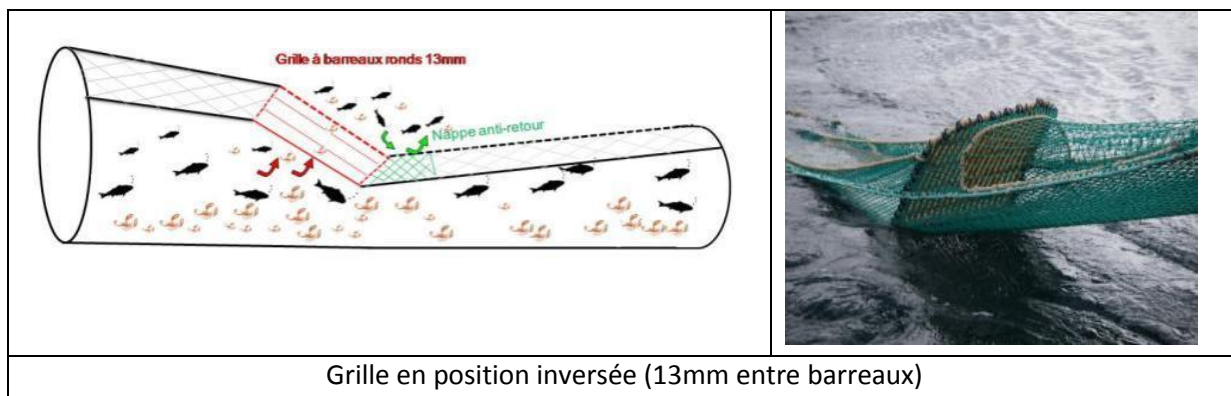 Grille à barreaux ronds 13mm
Nappe anti-retour
Grille en position inversée (13mm entre barreaux)